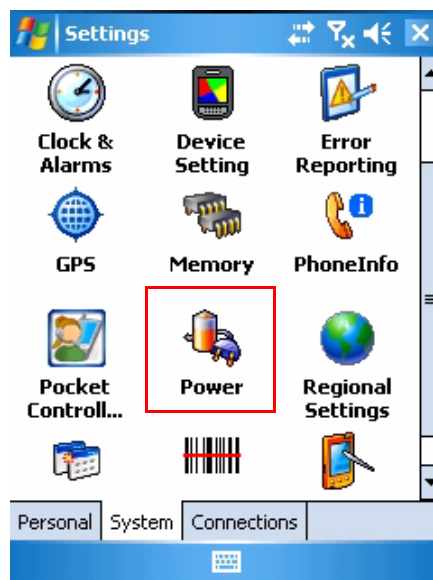 Settings
Clock & Alarms
Device Setting
Error Reporting
GPS
Memory
PhoneInfo
Pocket Controll...
Power
Regional Settings
Personal
System
Connections